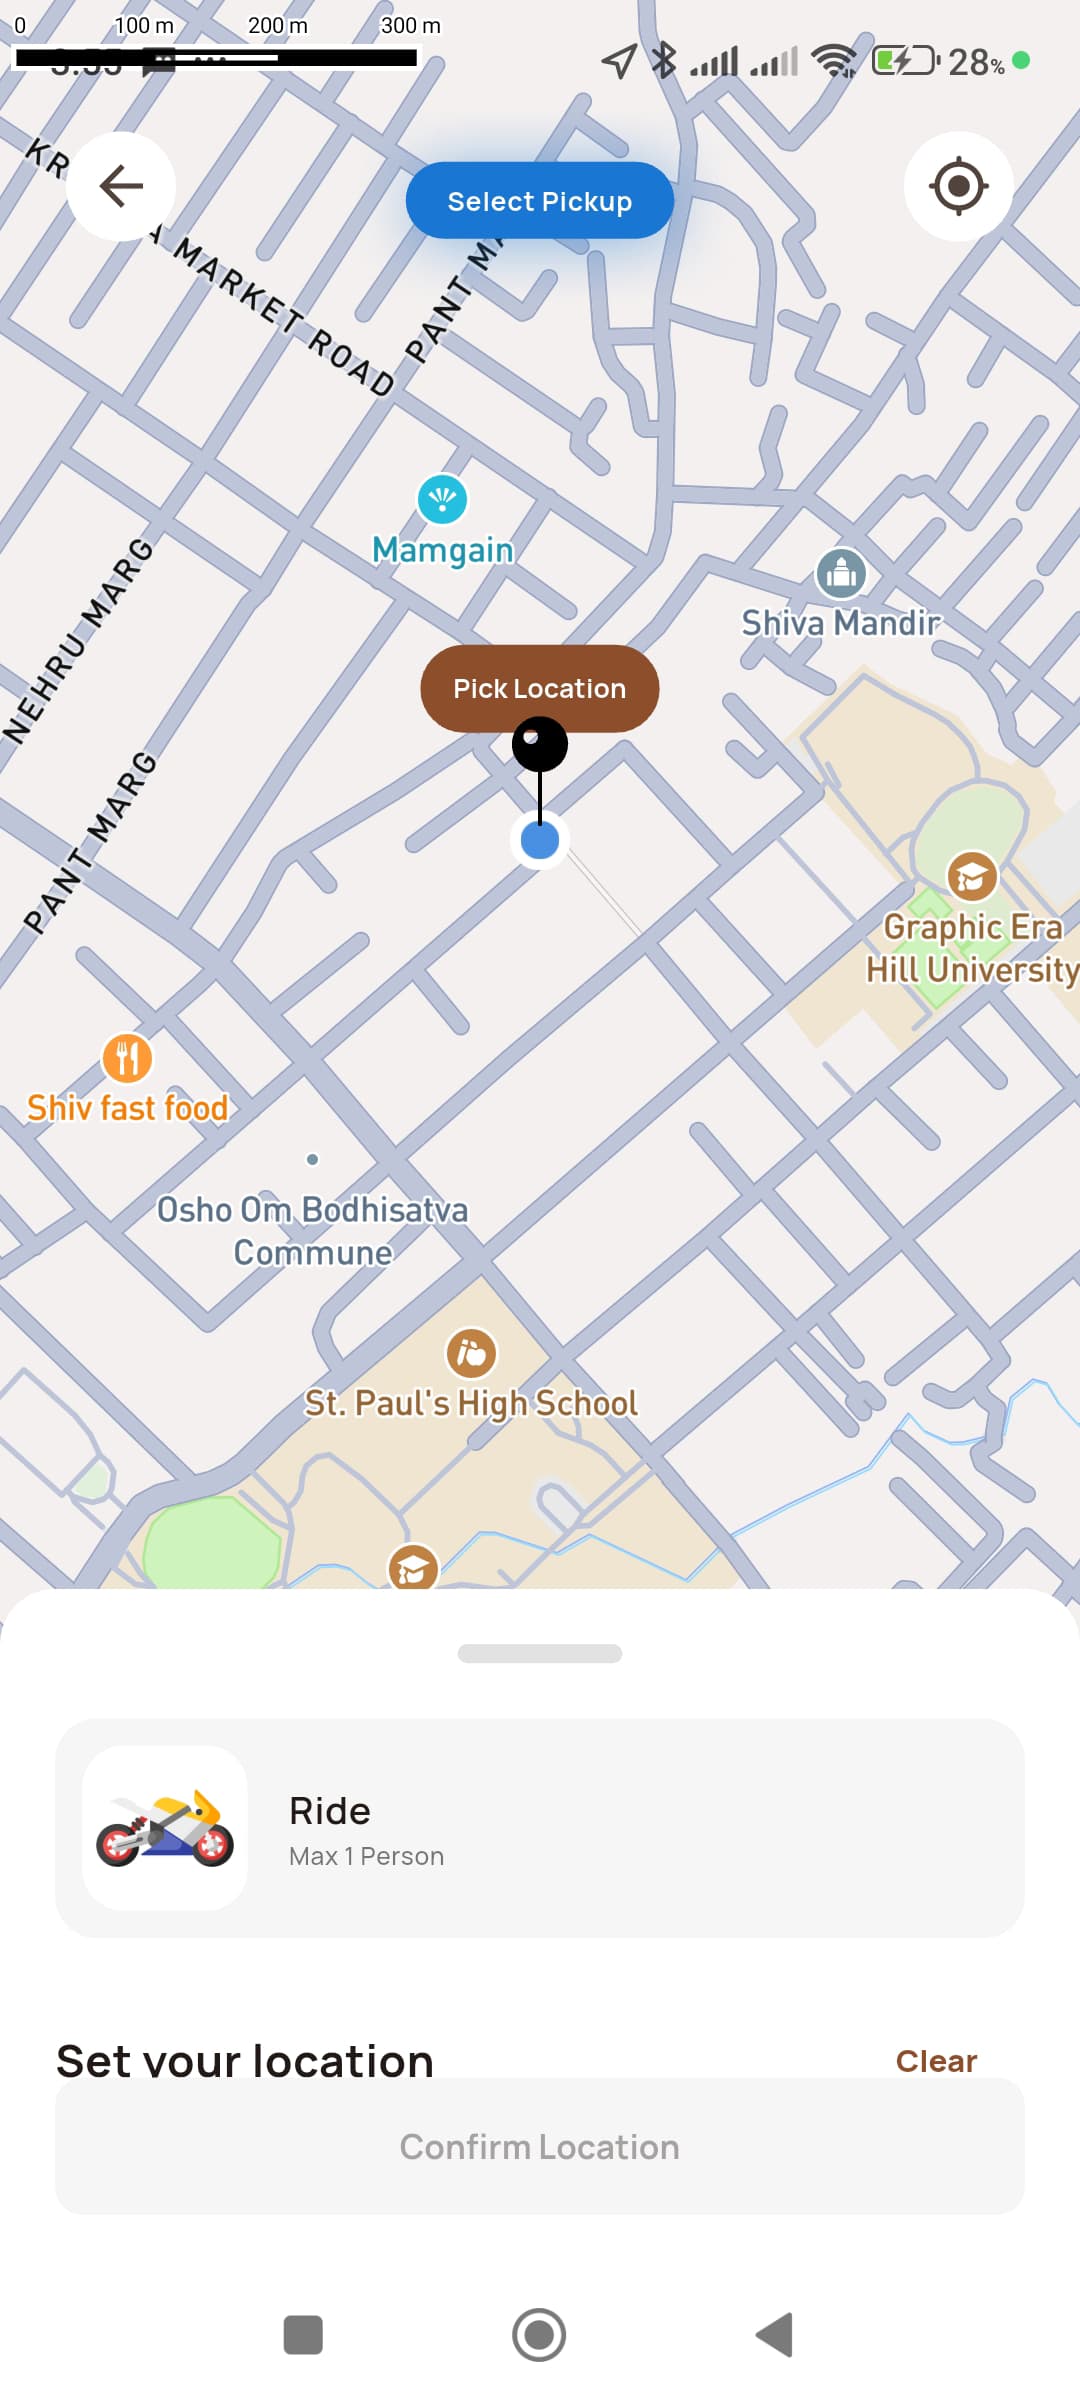 0 100 m 200 m 300 m
28%
Select Pickup
KR
A MARKET ROAD
PANT MA
Mamgain
Shiva Mandir
NEHRU MARG
Pick Location
PANT MARG
Graphic Era
Hill University
Shiv fast food
Osho Om Bodhisatva
Commune
St. Paul's High School
Ride
Max 1 Person
Set your location
Clear
Confirm Location